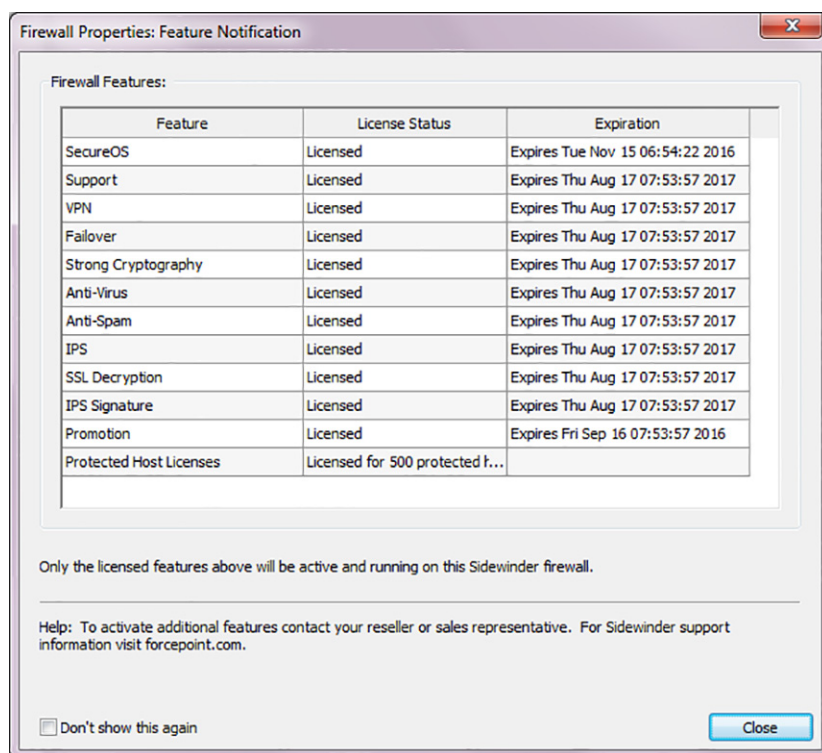 Firewall Properties: Feature Notification
Firewall Features:
Feature License Status Expiration
SecureOS Licensed Expires Tue Nov 15 06:54:22 2016
Support Licensed Expires Thu Aug 17 07:53:57 2017
VPN Licensed Expires Thu Aug 17 07:53:57 2017
Failover Licensed Expires Thu Aug 17 07:53:57 2017
Strong Cryptography Licensed Expires Thu Aug 17 07:53:57 2017
Anti-Virus Licensed Expires Thu Aug 17 07:53:57 2017
Anti-Spam Licensed Expires Thu Aug 17 07:53:57 2017
IPS Licensed Expires Thu Aug 17 07:53:57 2017
SSL Decryption Licensed Expires Thu Aug 17 07:53:57 2017
IPS Signature Licensed Expires Thu Aug 17 07:53:57 2017
Promotion Licensed Expires Fri Sep 16 07:53:57 2016
Protected Host Licenses Licensed for 500 protected h...
Only the licensed features above will be active and running on this Sidewinder firewall.
Help: To activate additional features contact your reseller or sales representative. For Sidewinder support
information visit forcepoint.com.
Don't show this again
Close